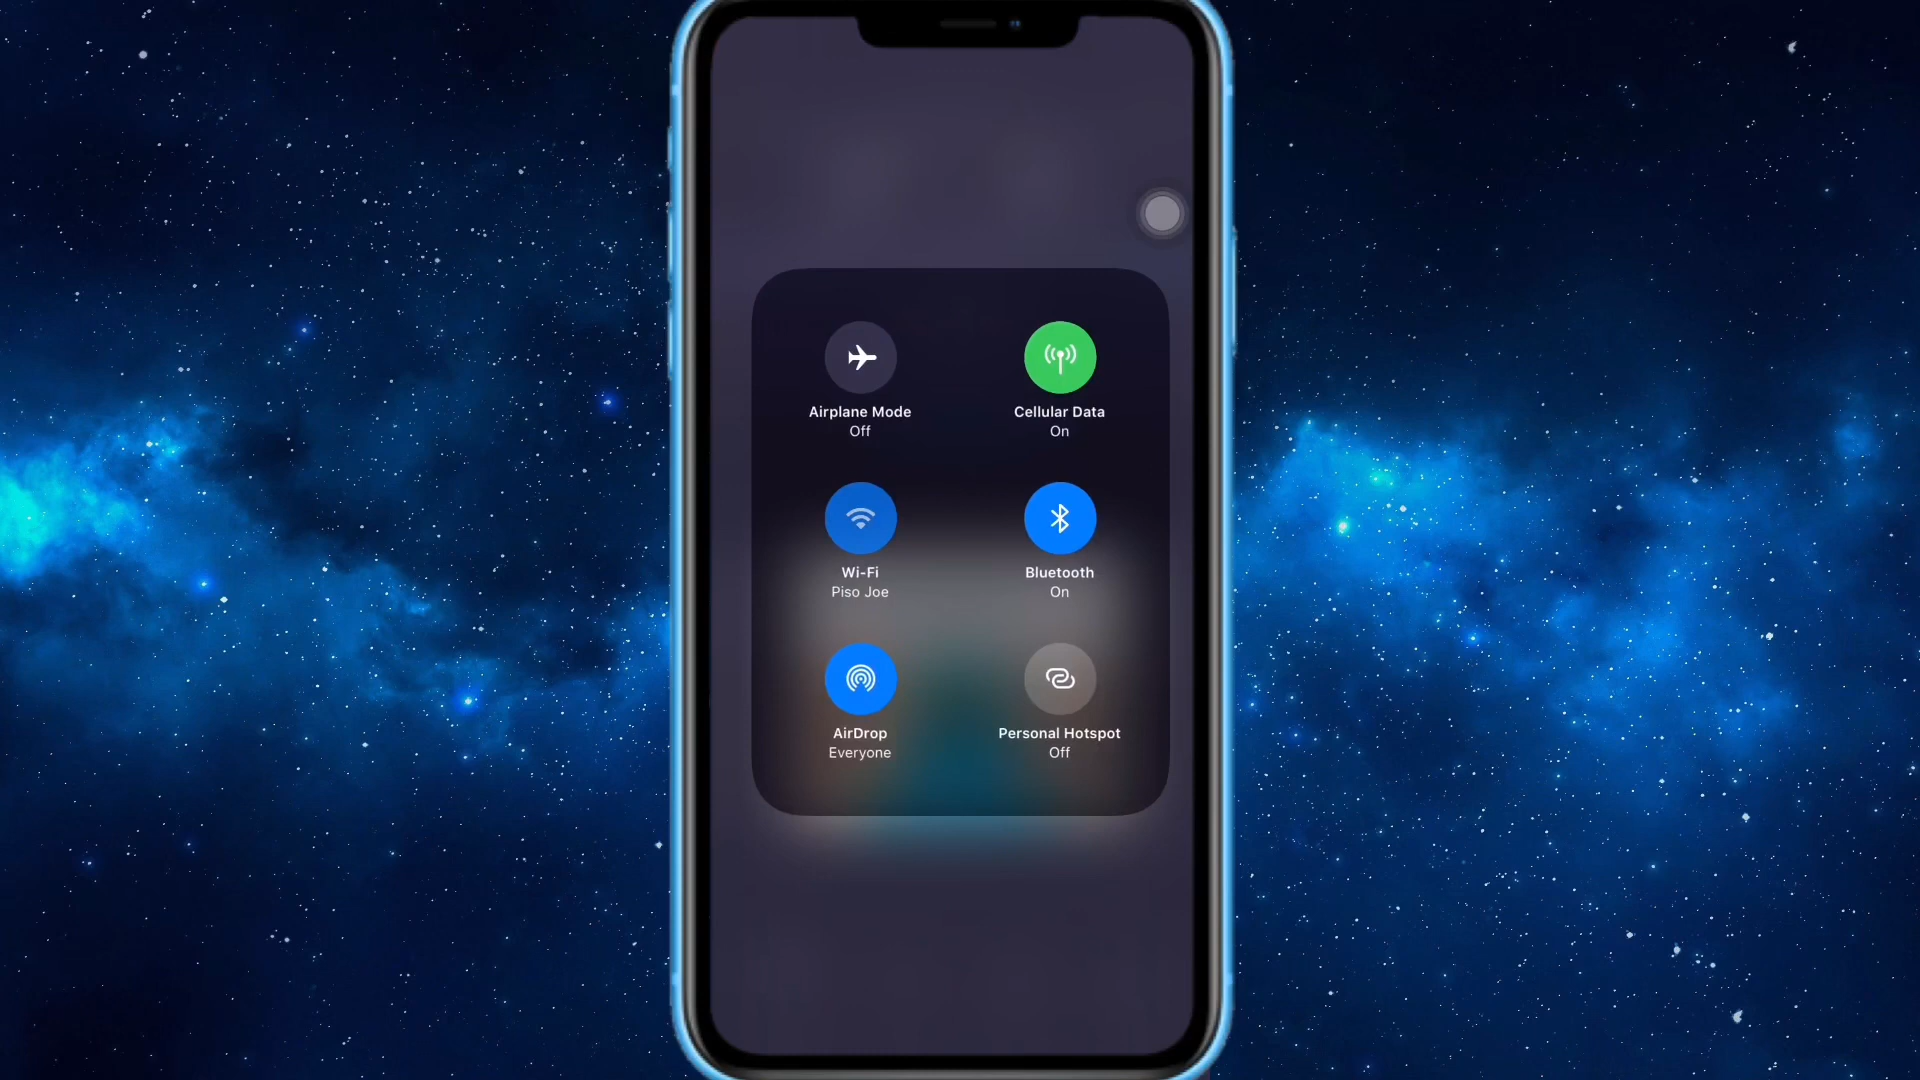 Airplane Mode
Off
Cellular Data
On
Wi-Fi
Piso Joe
Bluetooth
On
AirDrop
Everyone
Personal Hotspot
Off